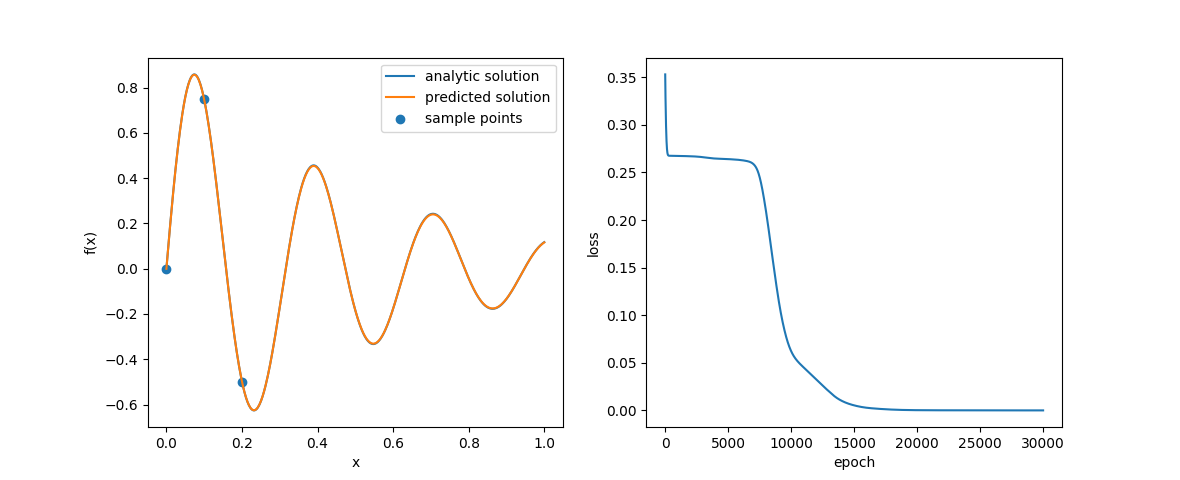 analytic solution
predicted solution
sample points
0.8
0.6
0.4
0.2
0.0
−0.2
−0.4
−0.6
f(x)
0.0 0.2 0.4 0.6 0.8 1.0
x
0.35
0.30
0.25
0.20
0.15
0.10
0.05
0.00
loss
0 5000 10000 15000 20000 25000 30000
epoch